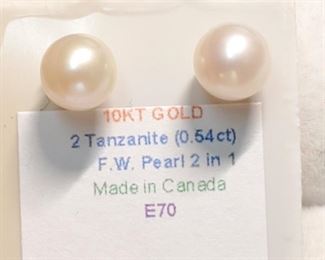 10KT GOLD
2 Tanzanite (0.54ct)
F.W. Pearl 2 in 1
Made in Canada
E70